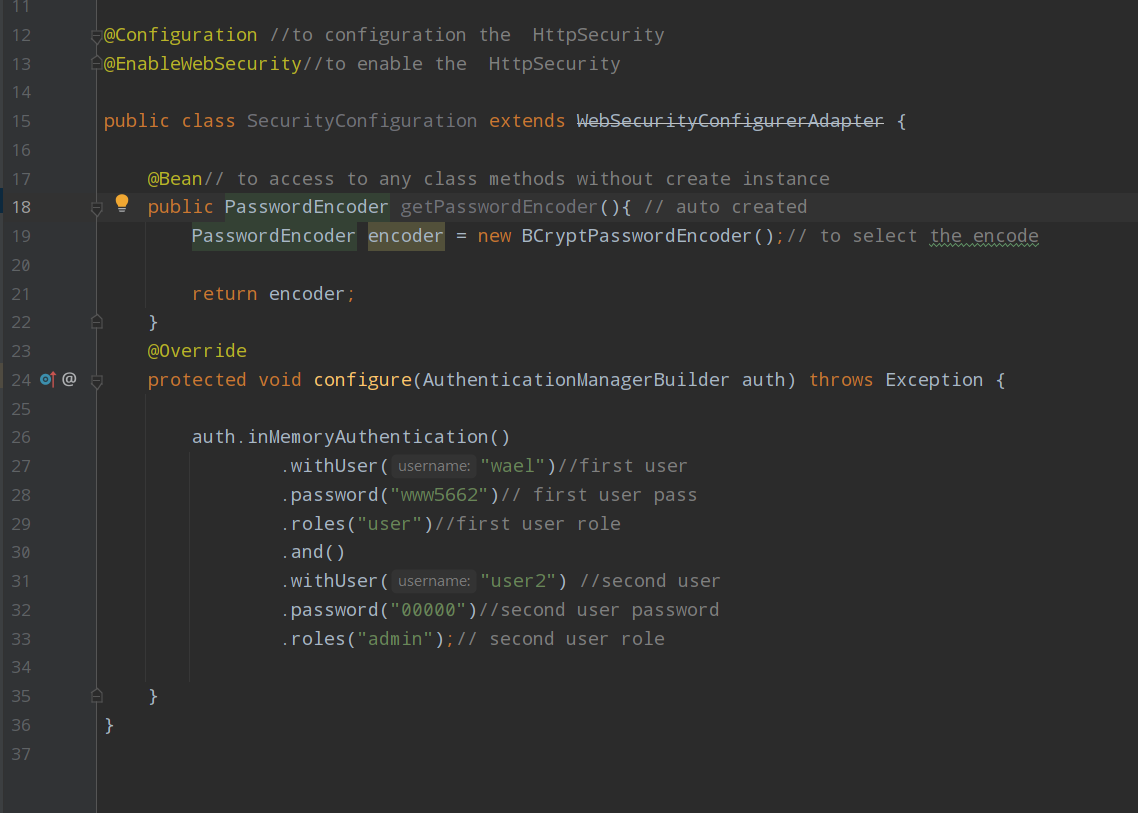 11
12 @Configuration //to configuration the  HttpSecurity
13 @EnableWebSecurity//to enable the  HttpSecurity
14
15 public class SecurityConfiguration extends WebSecurityConfigurerAdapter {
16
17 @Bean// to access to any class methods without create instance
18 public PasswordEncoder getPasswordEncoder(){ // auto created
19 PasswordEncoder encoder = new BCryptPasswordEncoder();// to select the encode
20
21 return encoder;
22 }
23 @Override
24 @ protected void configure(AuthenticationManagerBuilder auth) throws Exception {
25
26 auth.inMemoryAuthentication()
27 .withUser( username: "wael")//first user
28 .password("www5662")// first user pass
29 .roles("user")//first user role
30 .and()
31 .withUser( username: "user2") //second user
32 .password("00000")//second user password
33 .roles("admin");// second user role
34
35 }
36 }
37